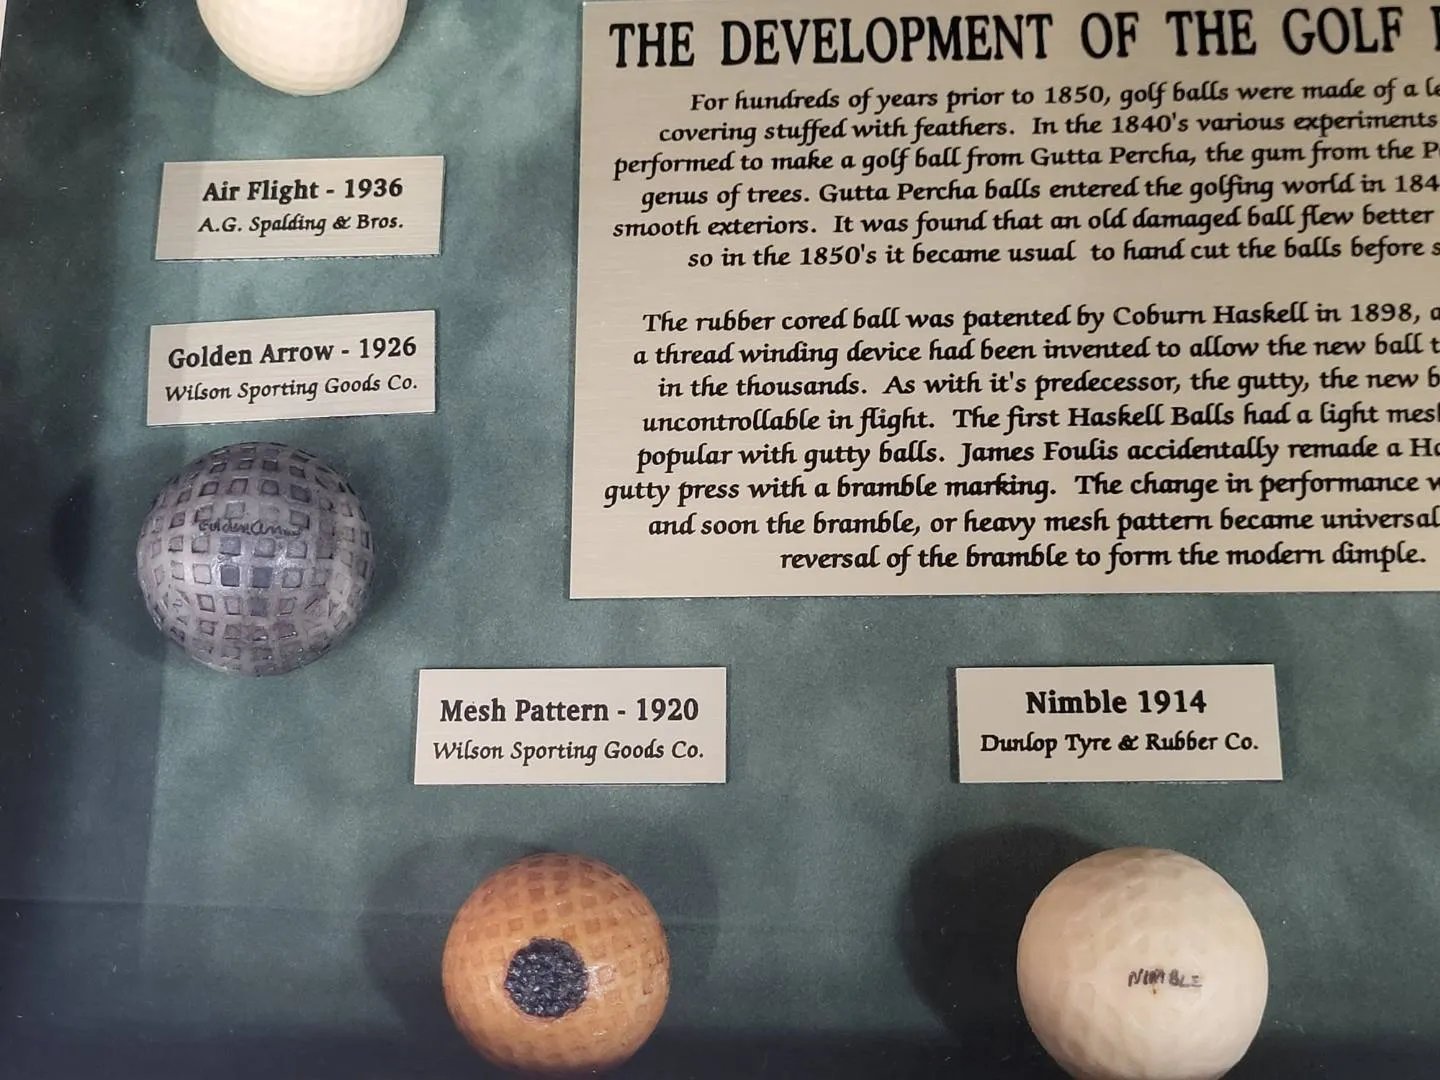 THE DEVELOPMENT OF THE GOLF
For hundreds of years prior to 1850, golf balls were made of a
covering stuffed with feathers. In the 1840's various experiments
performed to make a golf ball from Gutta Percha, the gum from the
genus of trees. Gutta Percha balls entered the golfing world in 184
smooth exteriors. It was found that an old damaged ball flew better
so in the 1850's it became usual to hand cut the balls before
The rubber cored ball was patented by Coburn Haskell in 1898,
a thread winding device had been invented to allow the new ball
in the thousands. As with it's predecessor, the gutty, the new
uncontrollable in flight. The first Haskell Balls had a light mesh
popular with gutty balls. James Foulis accidentally remade a
gutty press with a bramble marking. The change in performance
and soon the bramble, or heavy mesh pattern became universal
reversal of the bramble to form the modern dimple.
Air Flight - 1936
A.G. Spalding & Bros.
Golden Arrow - 1926
Wilson Sporting Goods Co.
Golden Arrow
Mesh Pattern - 1920
Wilson Sporting Goods Co.
Nimble 1914
Dunlop Tyre & Rubber Co.
NIMBLE